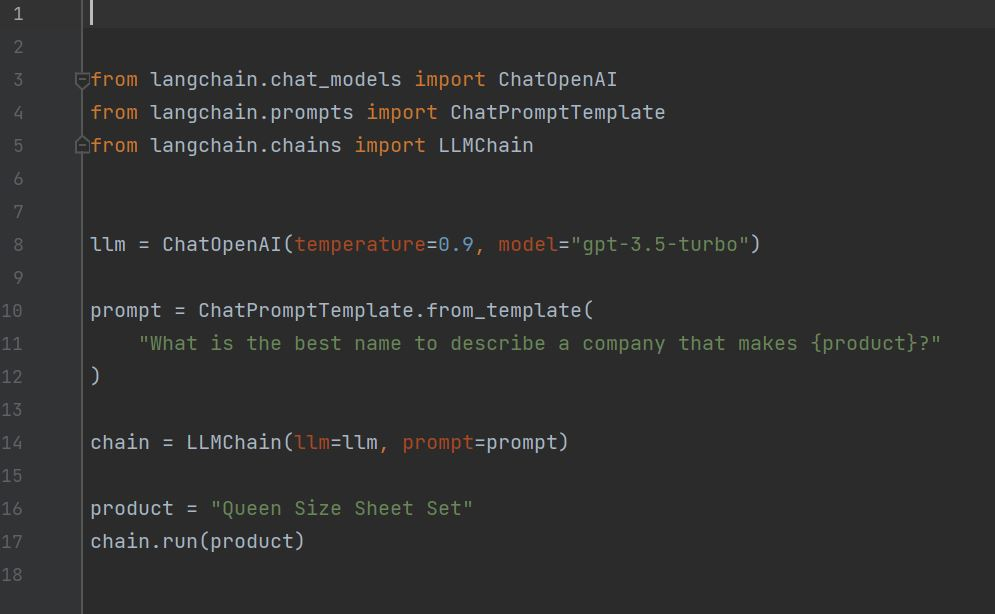 1
2
3 from langchain.chat_models import ChatOpenAI
4 from langchain.prompts import ChatPromptTemplate
5 from langchain.chains import LLMChain
6
7
8 llm = ChatOpenAI(temperature=0.9, model="gpt-3.5-turbo")
9
10 prompt = ChatPromptTemplate.from_template(
11     "What is the best name to describe a company that makes {product}?"
12 )
13
14 chain = LLMChain(llm=llm, prompt=prompt)
15
16 product = "Queen Size Sheet Set"
17 chain.run(product)
18